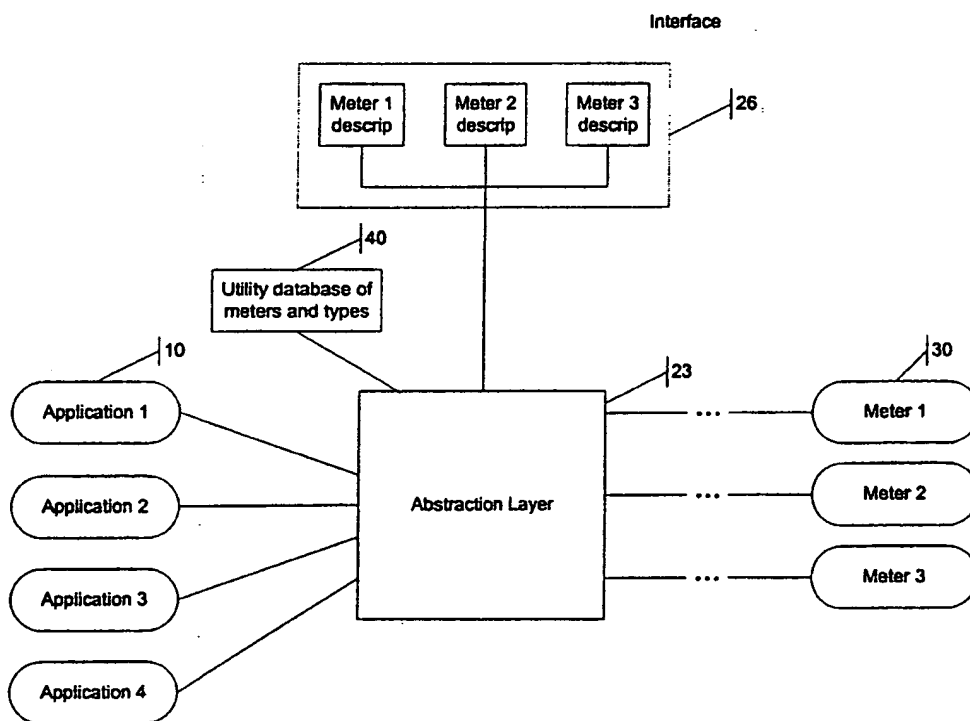 Interface
Meter 1
descrip
Meter 2
descrip
Meter 3
descrip
26
40
Utility database of
meters and types
10
23
30
Application 1
Meter 1
Application 2
Abstraction Layer
Meter 2
Application 3
Meter 3
Application 4